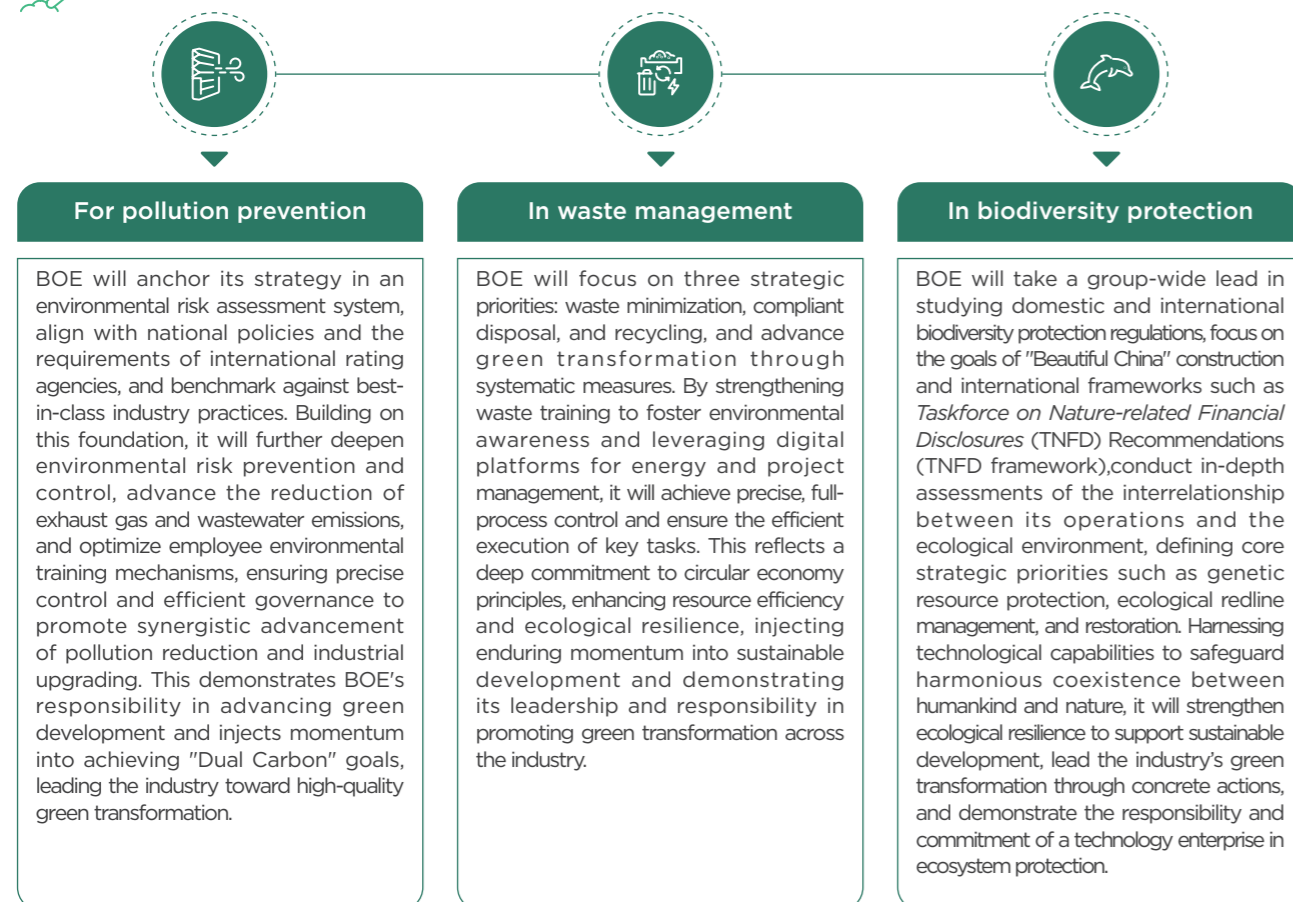 For pollution prevention
BOE will anchor its strategy in an
environmental risk assessment system,
align with national policies and the
requirements of international rating
agencies, and benchmark against best-
in-class industry practices. Building on
this foundation, it will further deepen
environmental risk prevention and
control, advance the reduction of
exhaust gas and wastewater emissions,
and optimize employee environmental
training mechanisms, ensuring precise
control and efficient governance to
promote synergistic advancement
of pollution reduction and industrial
upgrading. This demonstrates BOE's
responsibility in advancing green
development and injects momentum
into achieving "Dual Carbon" goals,
leading the industry toward high-quality
green transformation.
In waste management
BOE will focus on three strategic
priorities: waste minimization, compliant
disposal, and recycling, and advance
green transformation through
systematic measures. By strengthening
waste training to foster environmental
awareness and leveraging digital
platforms for energy and project
management, it will achieve precise, full-
process control and ensure the efficient
execution of key tasks. This reflects a
deep commitment to circular economy
principles, enhancing resource efficiency
and ecological resilience, injecting
enduring momentum into sustainable
development and demonstrating
its leadership and responsibility in
promoting green transformation across
the industry.
In biodiversity protection
BOE will take a group-wide lead in
studying domestic and international
biodiversity protection regulations, focus on
the goals of "Beautiful China" construction
and international frameworks such as
Taskforce on Nature-related Financial
Disclosures (TNFD) Recommendations
(TNFD framework),conduct in-depth
assessments of the interrelationship
between its operations and the
ecological environment, defining core
strategic priorities such as genetic
resource protection, ecological redline
management, and restoration. Harnessing
technological capabilities to safeguard
harmonious coexistence between
humankind and nature, it will strengthen
ecological resilience to support sustainable
development, lead the industry’s green
transformation through concrete actions,
and demonstrate the responsibility and
commitment of a technology enterprise in
ecosystem protection.